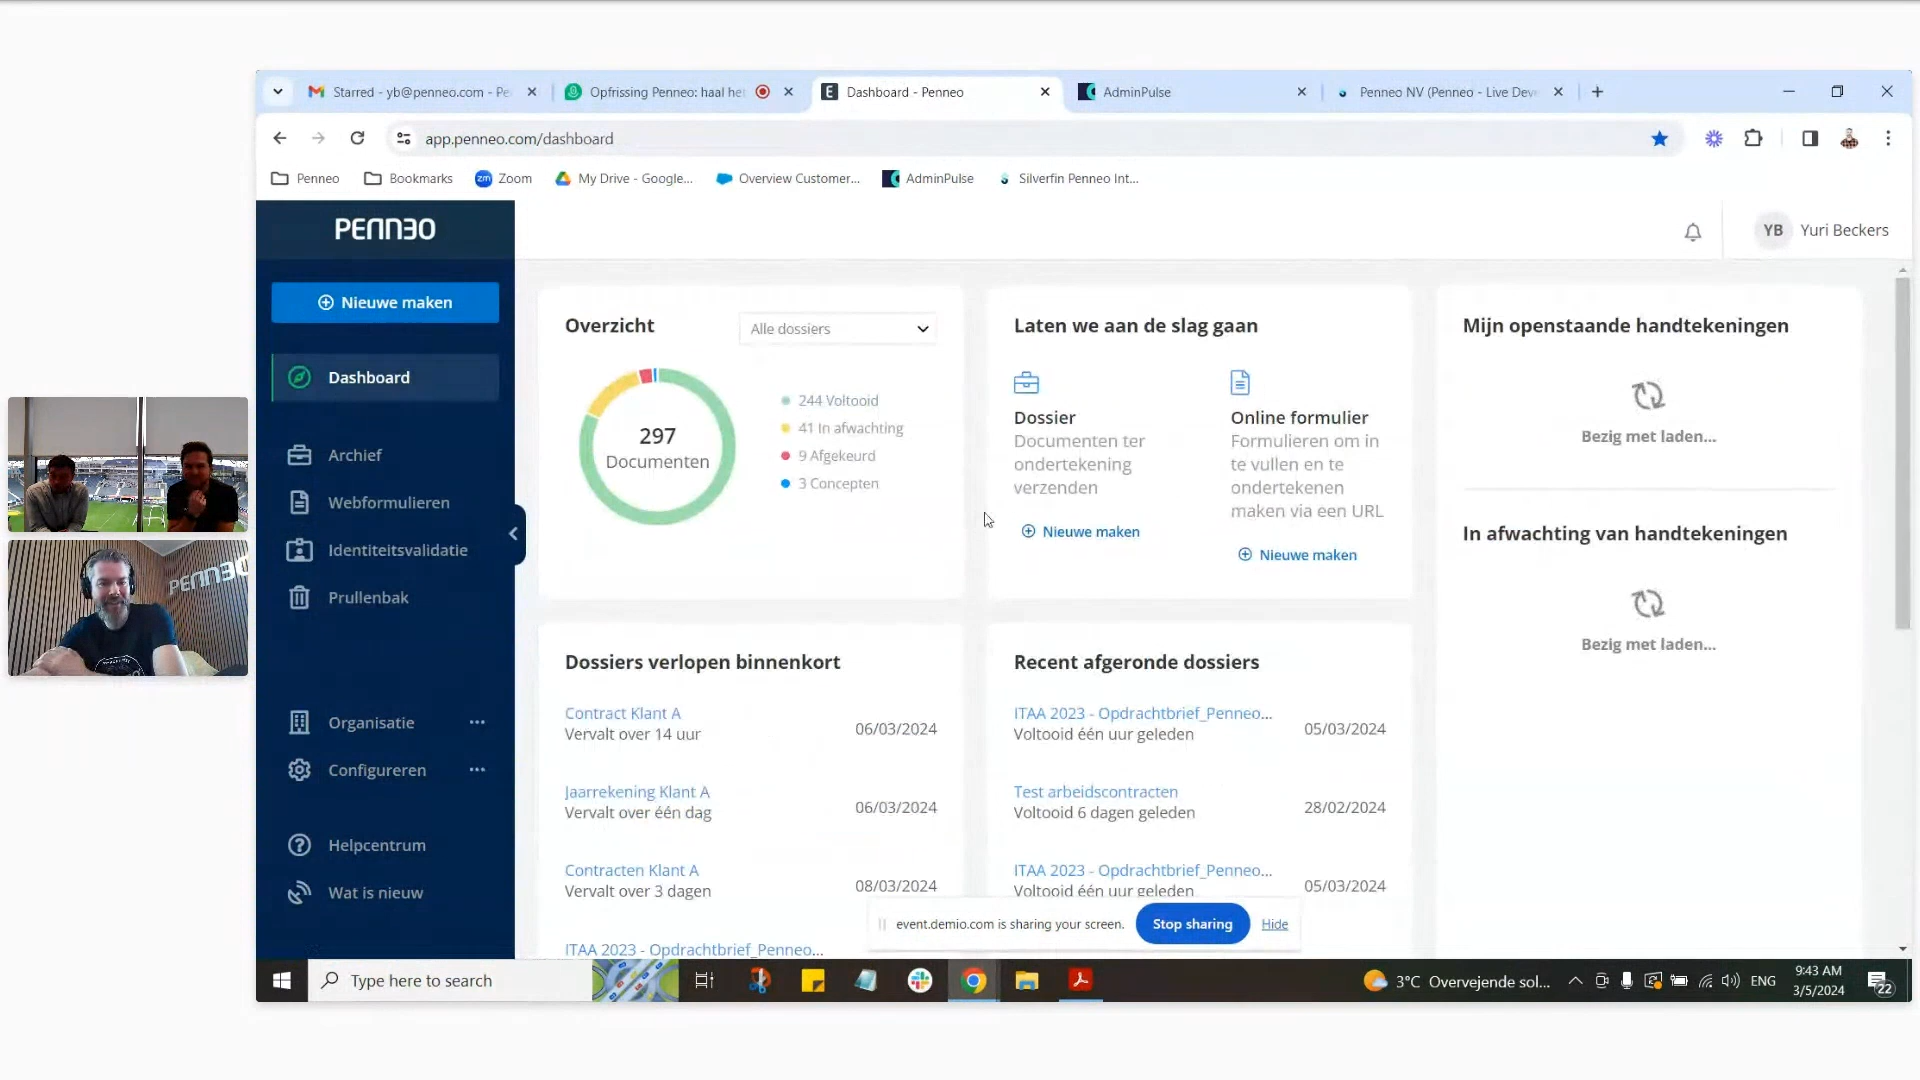 Starred - yb@penneo.com - Pe
Opfrissing Penneo: haal he
Dashboard - Penneo
AdminPulse
Penneo NV (Penneo - Live Dev
app.penneo.com/dashboard
Penneo
Bookmarks
Zoom
My Drive - Google...
Overview Customer...
AdminPulse
Silverfin Penneo Int...
PENNEO
YB
Yuri Beckers
Nieuwe maken
Dashboard
Archief
Webformulieren
Identiteitsvalidatie
Prullenbak
Organisatie
Configureren
Helpcentrum
Wat is nieuw
Overzicht
Alle dossiers
297
Documenten
244 Voltooid
41 In afwachting
9 Afgekeurd
3 Concepten
Laten we aan de slag gaan
Dossier
Documenten ter
ondertekening
verzenden
Nieuwe maken
Online formulier
Formulieren om in
te vullen en te
ondertekenen
maken via een URL
Nieuwe maken
Mijn openstaande handtekeningen
Bezig met laden...
In afwachting van handtekeningen
Bezig met laden...
Dossiers verlopen binnenkort
Contract Klant A
Vervalt over 14 uur
06/03/2024
Jaarrekening Klant A
Vervalt over één dag
06/03/2024
Contracten Klant A
Vervalt over 3 dagen
08/03/2024
ITAA 2023 - Opdrachtbrief_Penneo...
Recent afgeronde dossiers
ITAA 2023 - Opdrachtbrief_Penneo...
Voltooid één uur geleden
05/03/2024
Test arbeidscontracten
Voltooid 6 dagen geleden
28/02/2024
ITAA 2023 - Opdrachtbrief_Penneo...
Voltooid één uur geleden
05/03/2024
event.demio.com is sharing your screen.
Stop sharing
Hide
Type here to search
3°C Overvejende sol...
ENG
9:43 AM
3/5/2024
22
PENNEO